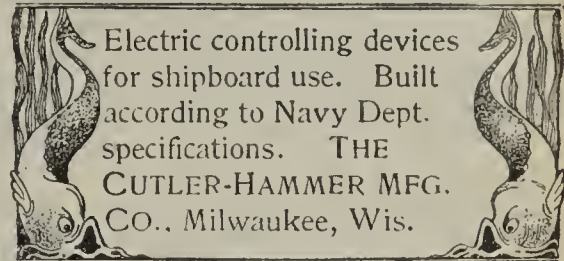 Electric controlling devices
for shipboard use. Built
according to Navy Dept.
specifications. THE
CUTLER-HAMMER MFG.
CO., Milwaukee, Wis.